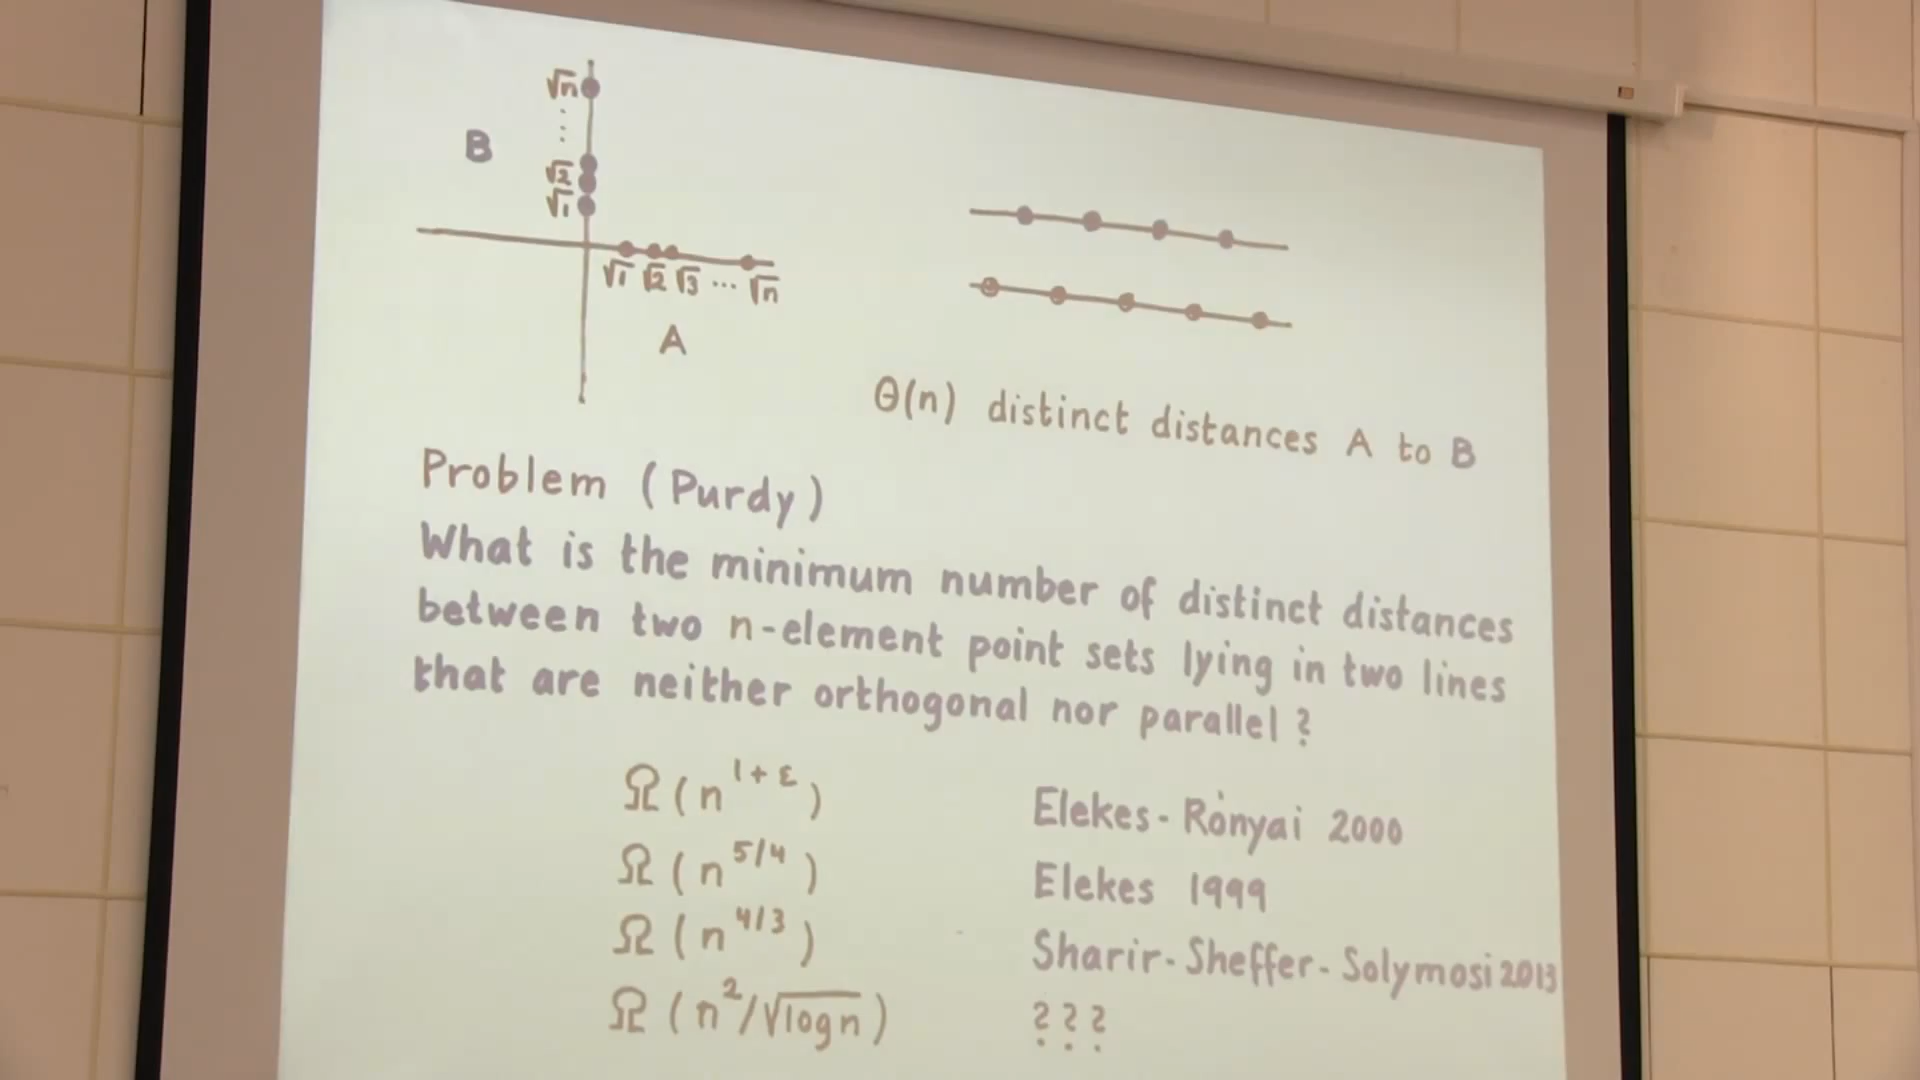 √n
⋮
B
√2
√1
√1 √2 √3 ... √n
A
Θ(n) distinct distances A to B
Problem (Purdy)
What is the minimum number of distinct distances
between two n-element point sets lying in two lines
that are neither orthogonal nor parallel?
Ω(n^{1+ε}) Elekes-Rónyai 2000
Ω(n^{5/4}) Elekes 1999
Ω(n^{4/3}) Sharir-Sheffer-Solymosi 2013
Ω(n²/√log n) ???